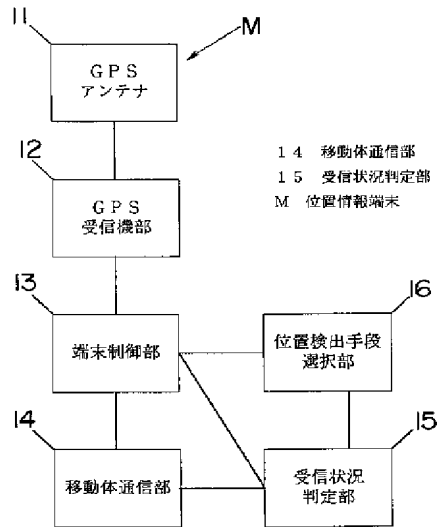 11
M
GPS
アンテナ
12
GPS
受信機部
14 移動体通信部
15 受信状況判定部
M 位置情報端末
13
16
端末制御部
位置検出手段
選択部
14
15
移動体通信部
受信状況
判定部